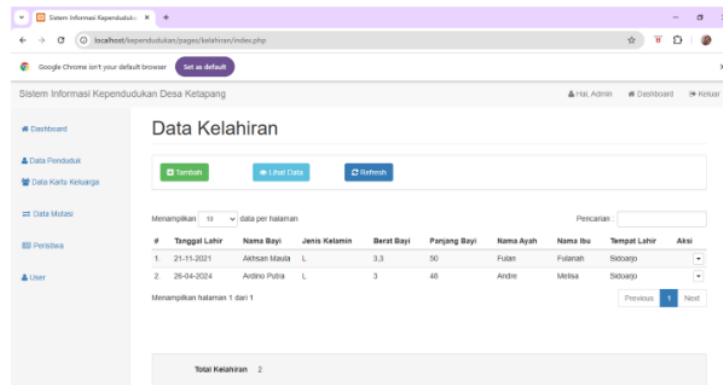 Sistem Informasi Kependuduk
localhost/kependudukan/pages/kelahiran/index.php
Google Chrome isn't your default browser Set as default
Sistem Informasi Kependudukan Desa Ketapang Hai, Admin Dashboard Keluar
Dashboard
Data Penduduk
Data Kartu Keluarga
Data Mutasi
Peristiwa
User
Data Kelahiran
Tambah Lihat Data Refresh
Menampilkan 10 data per halaman Pencarian :
# Tanggal Lahir Nama Bayi Jenis Kelamin Berat Bayi Panjang Bayi Nama Ayah Nama Ibu Tempat Lahir Aksi
1. 21-11-2021 Akhsan Maula L 3,3 50 Fulan Fulanah Sidoarjo
2. 26-04-2024 Ardino Putra L 3 48 Andre Melisa Sidoarjo
Menampilkan halaman 1 dari 1 Previous 1 Next
Total Kelahiran 2